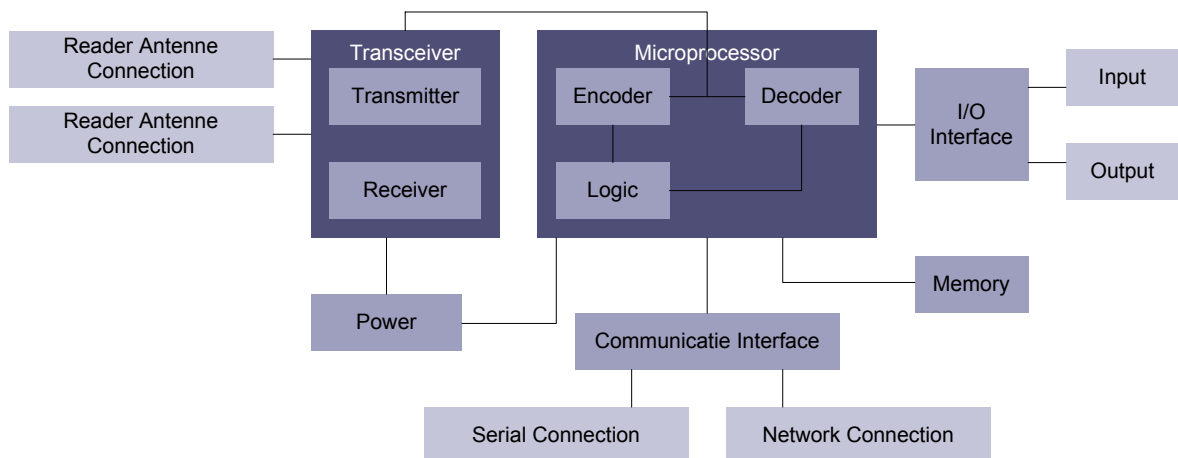 Reader Antenne
Connection
Reader Antenne
Connection
Transceiver
Transmitter
Receiver
Microprocessor
Encoder
Decoder
Logic
I/O
Interface
Input
Output
Memory
Power
Communicatie Interface
Serial Connection
Network Connection